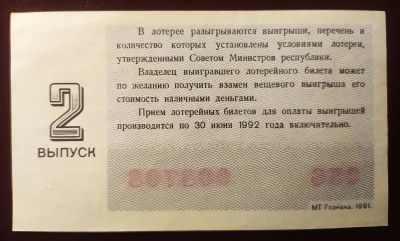 В лотерее разыгрываются выигрыши, перечень и
количество которых установлены условиями лотереи,
утвержденными Советом Министров республики.
Владелец выигравшего лотерейного билета может
по желанию получить взамен вещевого выигрыша его
стоимость наличными деньгами.
Прием лотерейных билетов для оплаты выигрышей
производится по 30 июня 1992 года включительно.
2
ВЫПУСК
МТ Гознака. 1991.